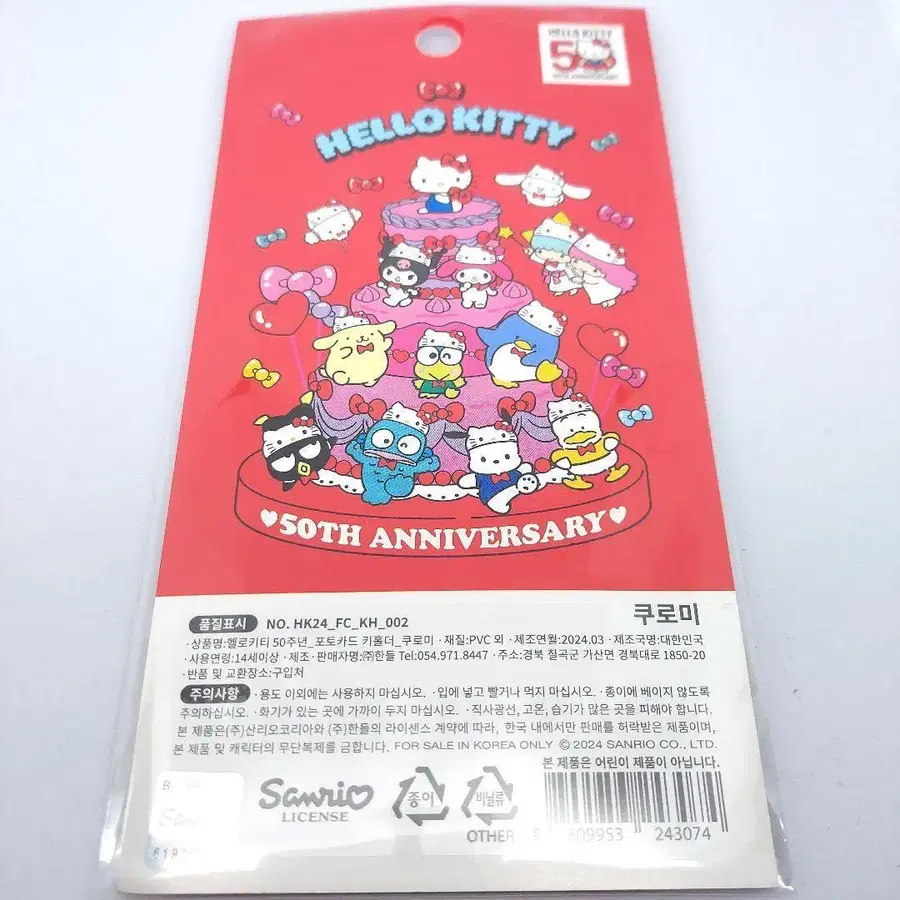 HELLO KITTY
50
50TH ANNIVERSARY
HELLO KITTY
♥50TH ANNIVERSARY♥
품질표시 NO. HK24_FC_KH_002
쿠로미
·상품명:헬로키티 50주년_포토카드 키홀더_쿠로미 ·재질:PVC 외 ·제조연월:2024.03 ·제조국명:대한민국
·사용연령:14세이상 ·제조·판매자명:㈜한들 Tel:054.971.8447 ·주소:경북 칠곡군 가산면 경북대로 1850-20
·반품 및 교환장소:구입처
주의사항 ·용도 이외에는 사용하지 마십시오. ·입에 넣고 빨거나 먹지 마십시오. ·종이에 베이지 않도록
주의하십시오. ·화기가 있는 곳에 가까이 두지 마십시오. ·직사광선, 고온, 습기가 많은 곳을 피해야 합니다.
본 제품은(주)산리오코리아와 (주)한들의 라이센스 계약에 따라, 한국 내에서만 판매를 허락받은 제품이며,
본 제품 및 캐릭터의 무단복제를 금합니다. FOR SALE IN KOREA ONLY ⓒ 2024 SANRIO CO., LTD.
본 제품은 어린이 제품이 아닙니다.
Sanrio
LICENSE
종이
비닐류
OTHER
809953 243074